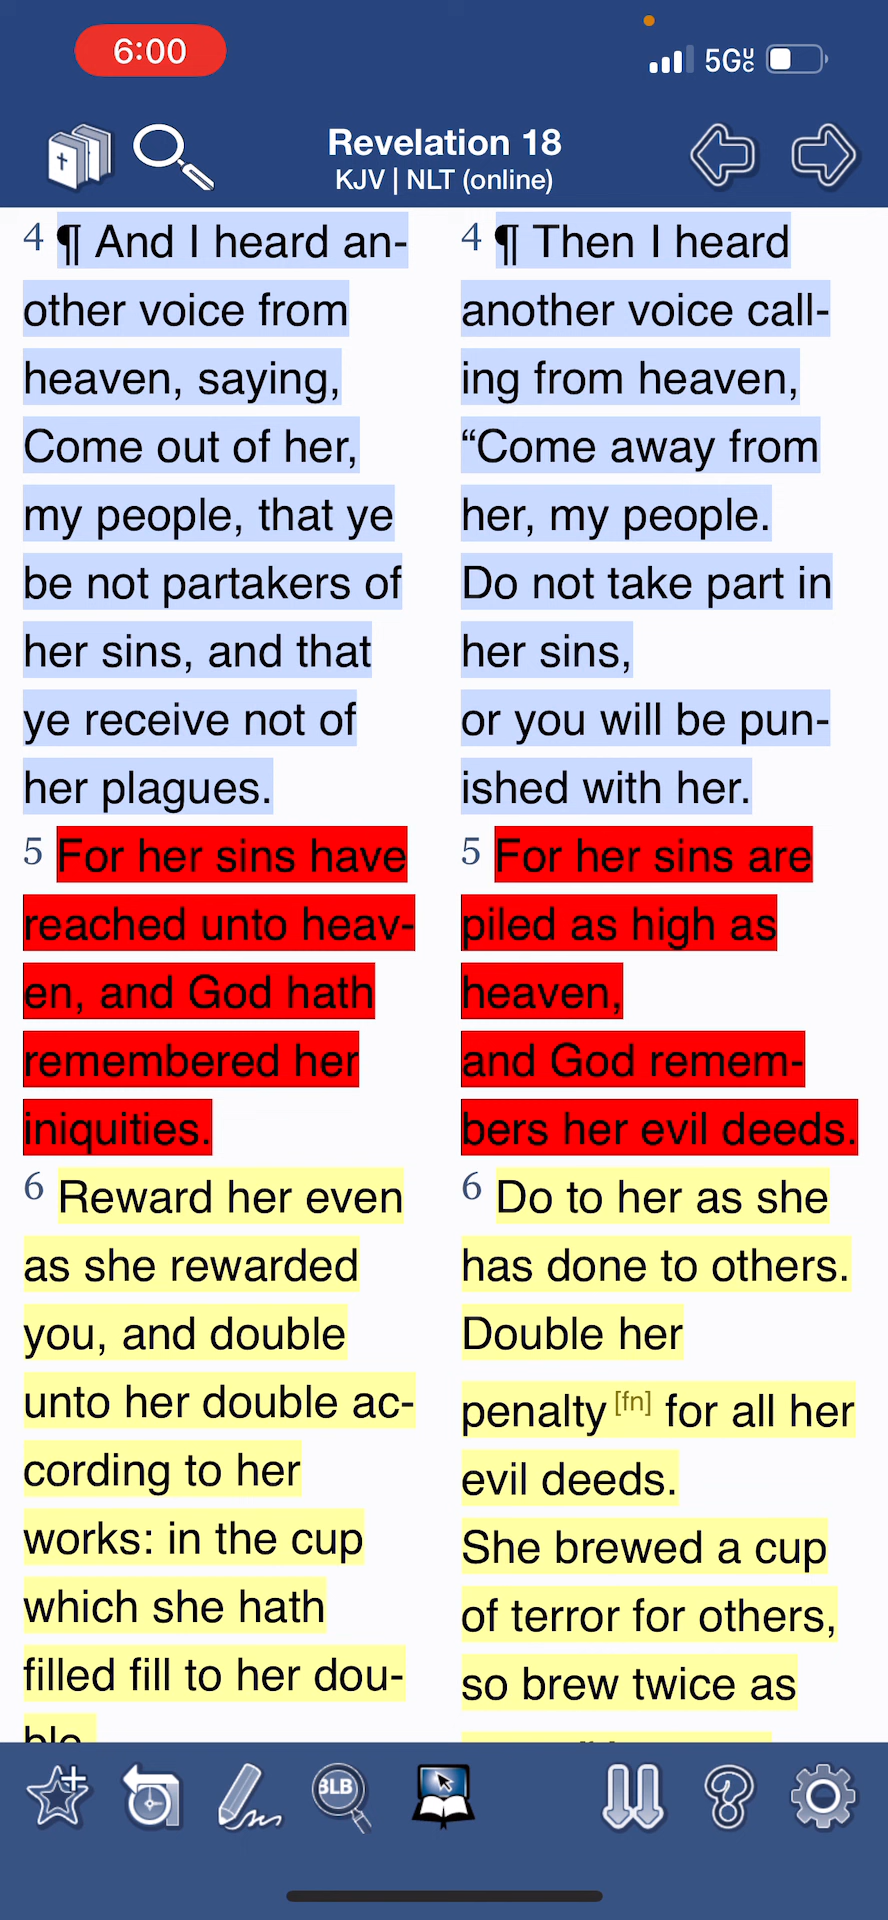 6:00
5GUC
Revelation 18
KJV | NLT (online)
4 ¶ And I heard an-
other voice from
heaven, saying,
Come out of her,
my people, that ye
be not partakers of
her sins, and that
ye receive not of
her plagues.
5 For her sins have
reached unto heav-
en, and God hath
remembered her
iniquities.
6 Reward her even
as she rewarded
you, and double
unto her double ac-
cording to her
works: in the cup
which she hath
filled fill to her dou-
ble.
4 ¶ Then I heard
another voice call-
ing from heaven,
“Come away from
her, my people.
Do not take part in
her sins,
or you will be pun-
ished with her.
5 For her sins are
piled as high as
heaven,
and God remem-
bers her evil deeds.
6 Do to her as she
has done to others.
Double her
penalty [fn] for all her
evil deeds.
She brewed a cup
of terror for others,
so brew twice as
BLB